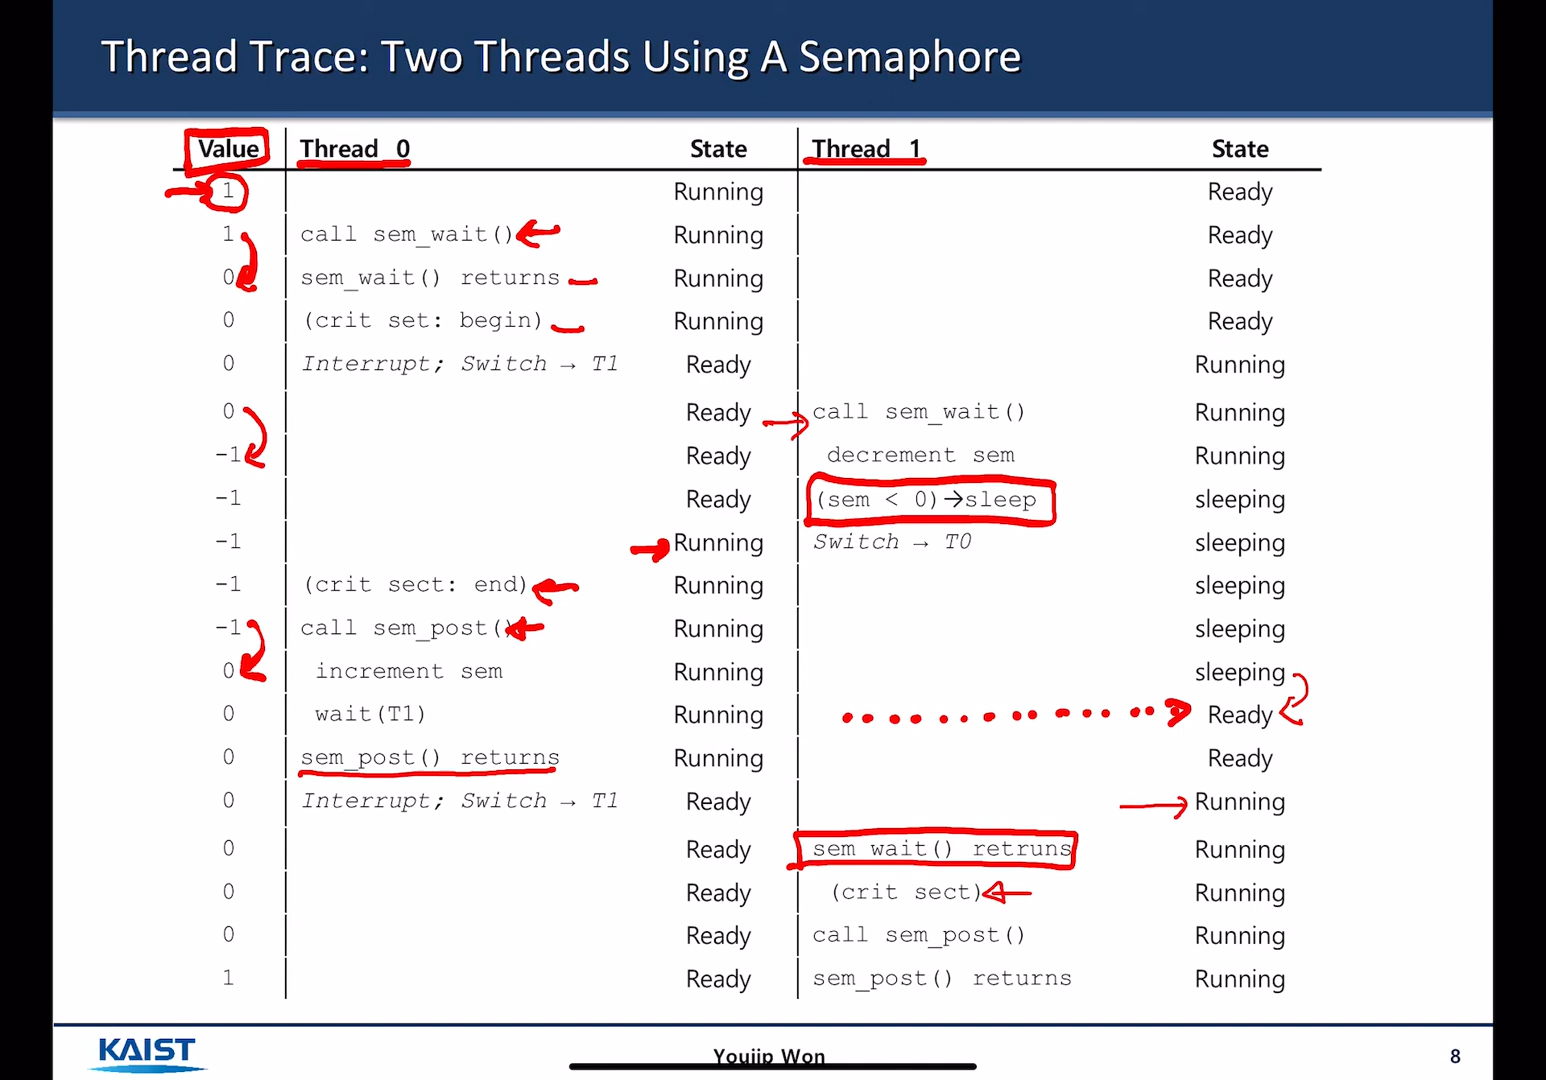 Thread Trace: Two Threads Using A Semaphore
Value Thread 0 State Thread 1 State
1 Running Ready
1 call sem_wait() Running Ready
0 sem_wait() returns Running Ready
0 (crit set: begin) Running Ready
0 Interrupt; Switch → T1 Ready Running
0 Ready call sem_wait() Running
-1 Ready decrement sem Running
-1 Ready (sem < 0)→sleep sleeping
-1 Running Switch → T0 sleeping
-1 (crit sect: end) Running sleeping
-1 call sem_post() Running sleeping
0 increment sem Running sleeping
0 wait(T1) Running Ready
0 sem_post() returns Running Ready
0 Interrupt; Switch → T1 Ready Running
0 Ready sem wait() retruns Running
0 Ready (crit sect) Running
0 Ready call sem_post() Running
1 Ready sem_post() returns Running
KAIST Youjip Won 8